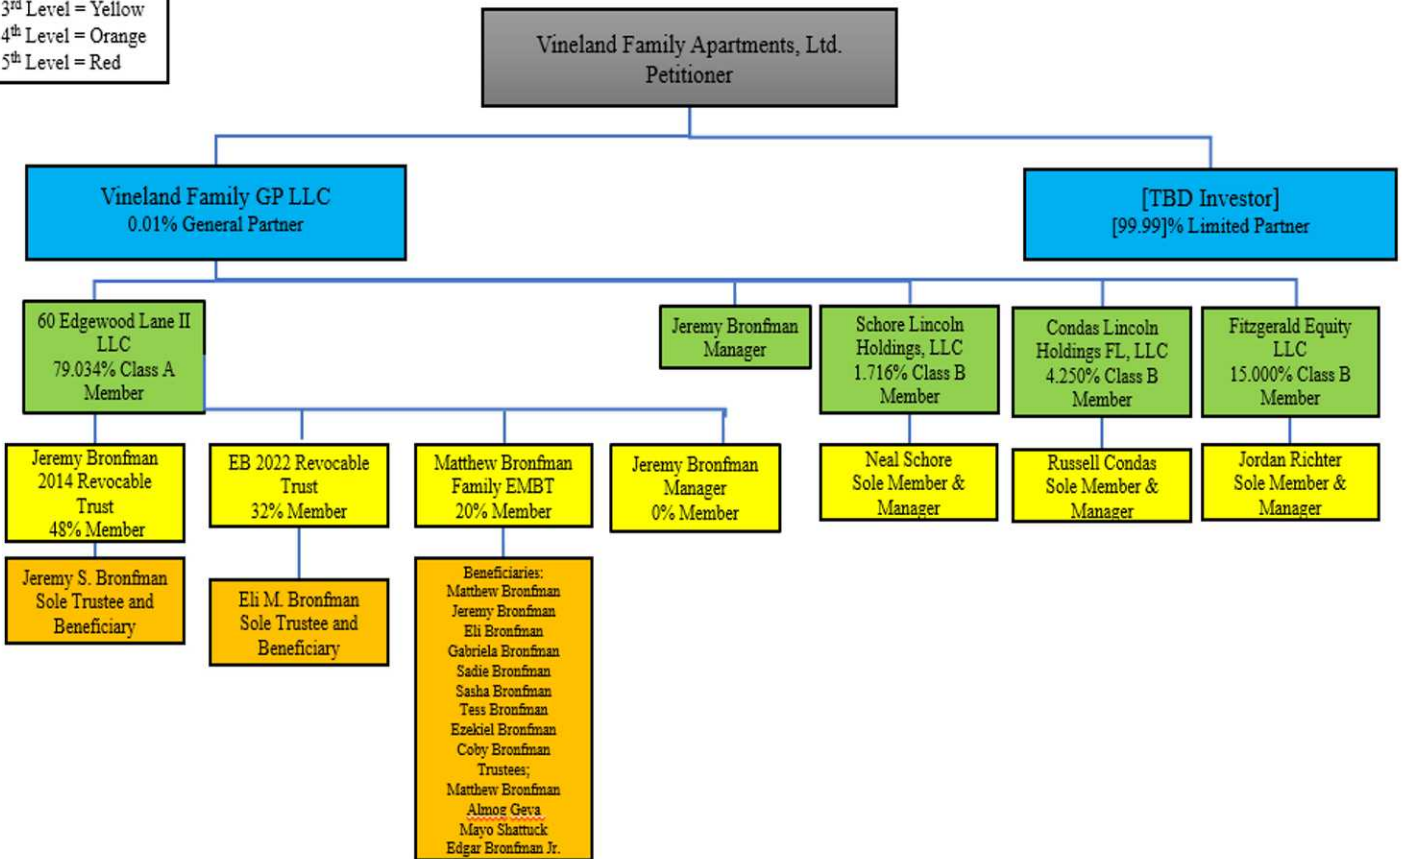 3rd Level = Yellow
4th Level = Orange
5th Level = Red
Vineland Family Apartments, Ltd.
Petitioner
Vineland Family GP LLC
0.01% General Partner
[TBD Investor]
[99.99]% Limited Partner
60 Edgewood Lane II
LLC
79.034% Class A
Member
Jeremy Bronfman
Manager
Schore Lincoln
Holdings, LLC
1.716% Class B
Member
Condas Lincoln
Holdings FL, LLC
4.250% Class B
Member
Fitzgerald Equity
LLC
15.000% Class B
Member
Jeremy Bronfman
2014 Revocable
Trust
48% Member
EB 2022 Revocable
Trust
32% Member
Matthew Bronfman
Family EMBT
20% Member
Jeremy Bronfman
Manager
0% Member
Neal Schore
Sole Member &
Manager
Russell Condas
Sole Member &
Manager
Jordan Richter
Sole Member &
Manager
Jeremy S. Bronfman
Sole Trustee and
Beneficiary
Eli M. Bronfman
Sole Trustee and
Beneficiary
Beneficiaries:
Matthew Bronfman
Jeremy Bronfman
Eli Bronfman
Gabriela Bronfman
Sadie Bronfman
Sasha Bronfman
Tess Bronfman
Ezekiel Bronfman
Coby Bronfman
Trustees;
Matthew Bronfman
Almog Geva
Mayo Shattuck
Edgar Bronfman Jr.